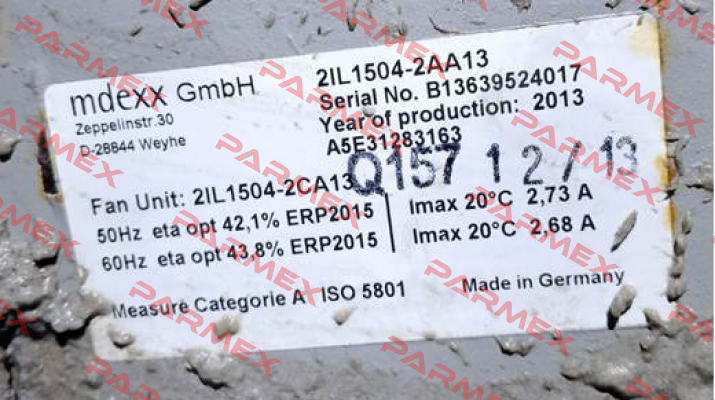 mdexx GmbH
Zeppelinstr.30
D-28844 Weyhe
2IL1504-2AA13
Serial No. B13639524017
Year of production: 2013
A5E31283163
Q157 12/13
Fan Unit: 2IL1504-2CA13
50Hz eta opt 42,1% ERP2015 Imax 20°C 2,73 A
60Hz eta opt 43,8% ERP2015 Imax 20°C 2,68 A
Measure Categorie A ISO 5801 Made in Germany
PARMEX